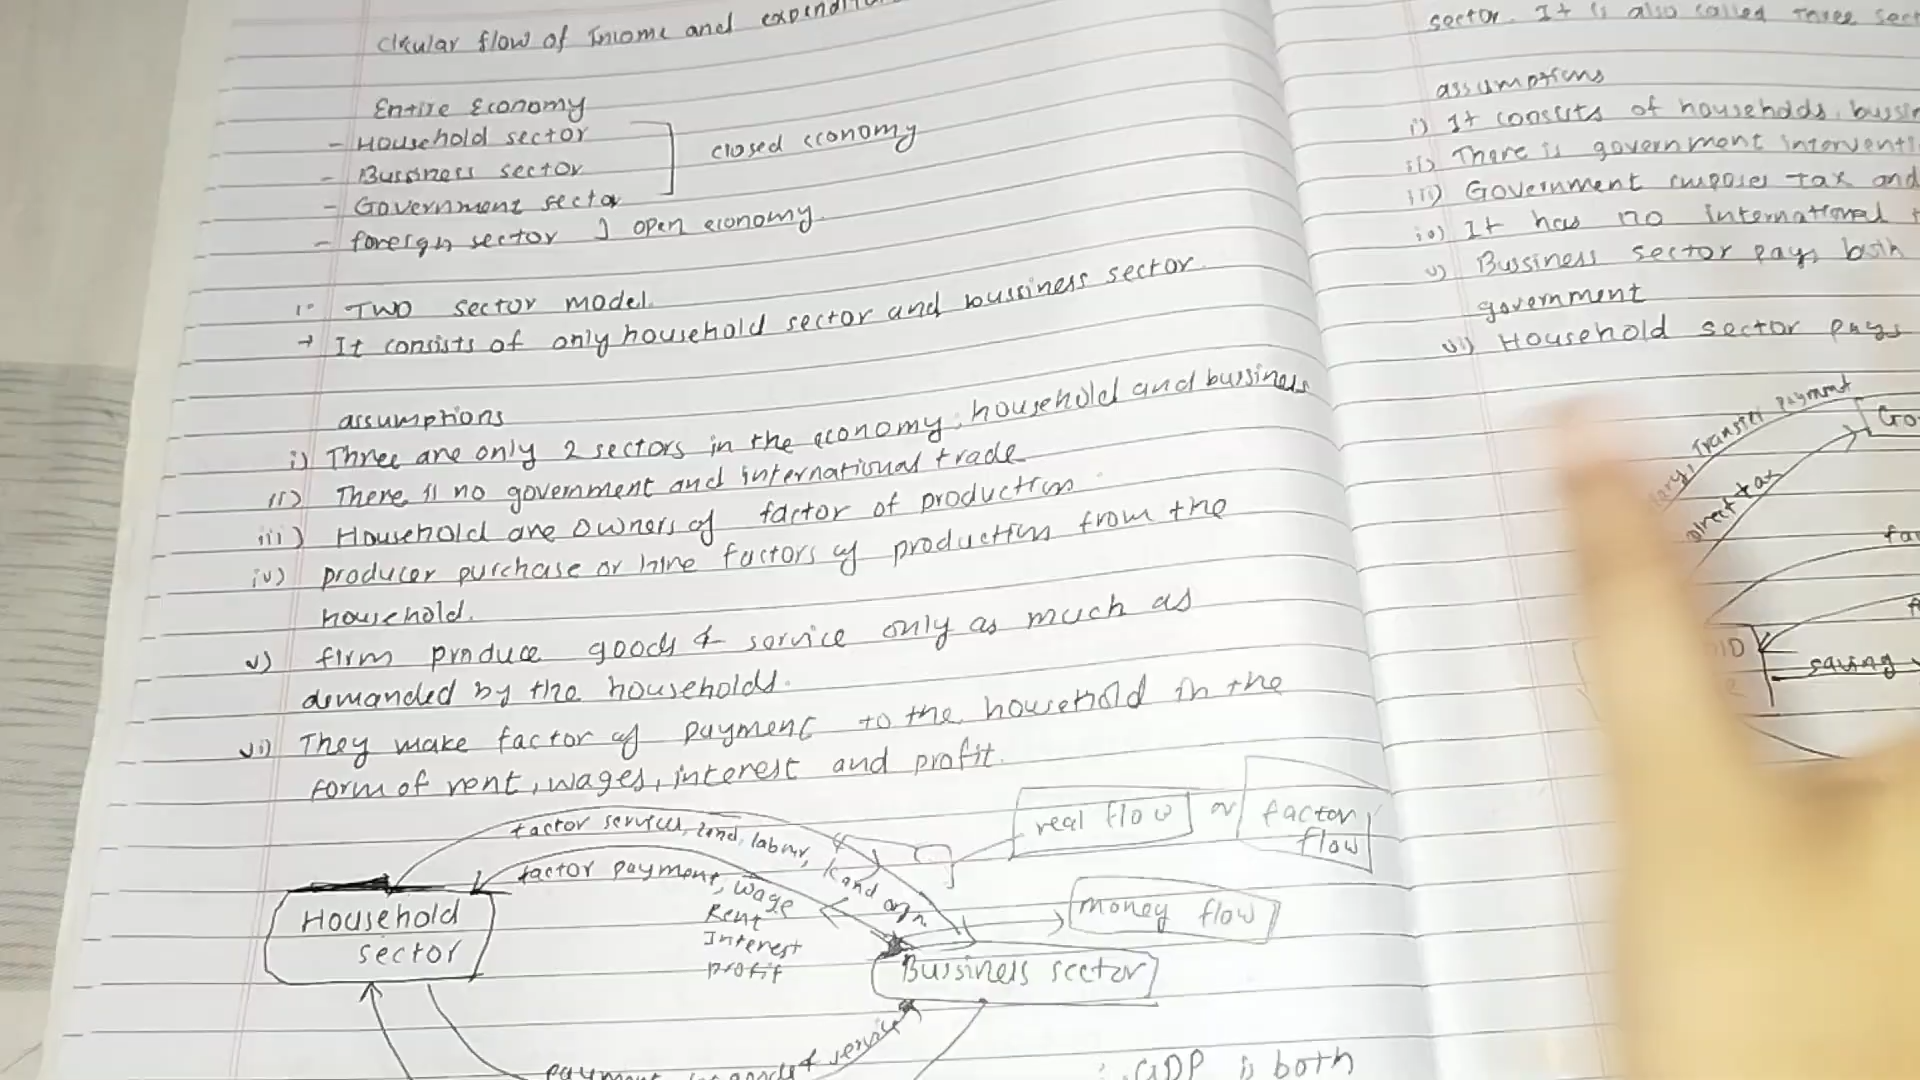 circular flow of Income and
Entire Economy
- Household sector
- Bussiness sector
- Government sector
closed economy
- foreign sector ] open economy.
1. Two sector model.
→ It consists of only household sector and bussiness sector.
assumptions
i) Three are only 2 sectors in the economy, household and bussiness
ii) There is no government and international trade
iii) Household are owners of factor of production.
iv) producer purchase or hire factors of production from the
household.
v) firm produce goods & service only as much as
demanded by the households.
vi) They make factor of payment to the household in the
form of rent, wages, interest and profit.
factor services, land, labour,
factor payment, wage
Rent
Interest
profit
real flow or factor
flow
money flow
Household
sector
Bussiness sector
& service
GDP is both
sector. It is also called Three
assumptions
i) It consists of households,
ii) There is government
iii) Government imposes tax and
iv) It has no international
v) Bussiness sector pays both
government
vi) Household sector pays
Transfer payment
Direct tax
saving